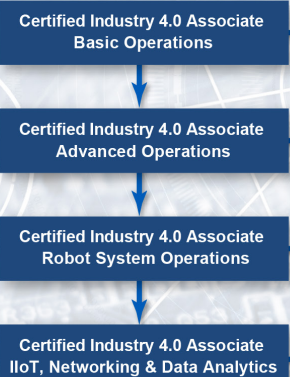 Certified Industry 4.0 Associate
Basic Operations
Certified Industry 4.0 Associate
Advanced Operations
Certified Industry 4.0 Associate
Robot System Operations
Certified Industry 4.0 Associate
IIoT, Networking & Data Analytics